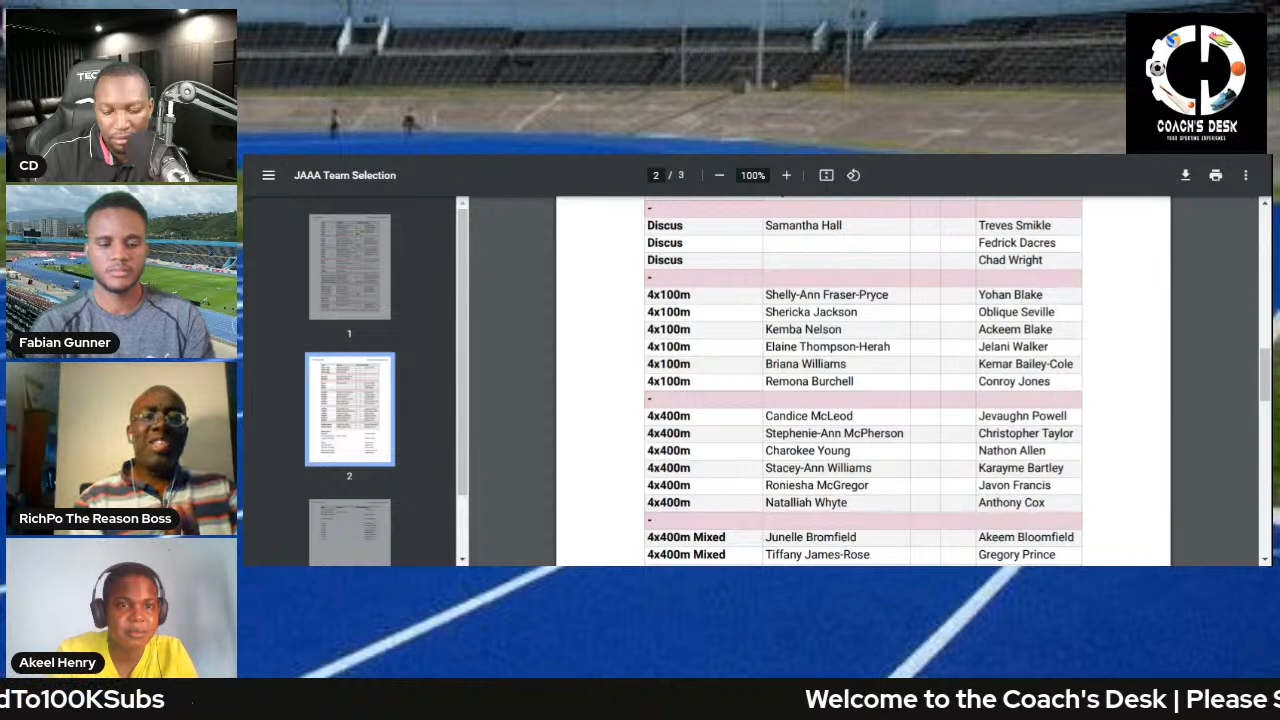 TEC
CD
Fabian Gunner
RichPo The Reason Boss
Akeel Henry
COACH'S DESK
YOUR SPORTING EXPERIENCE
JAAA Team Selection
2 / 3
100%
1
2
-
Discus Samantha Hall Treves Smikle
Discus Fedrick Dacres
Discus Chad Wright
-
4x100m Shelly-Ann Fraser-Pryce Yohan Blake
4x100m Shericka Jackson Oblique Seville
4x100m Kemba Nelson Ackeem Blake
4x100m Elaine Thompson-Herah Jelani Walker
4x100m Briana Williams Kemar Bailey-Cole
4x100m Remona Burchell Conroy Jones
-
4x400m Candice McLeod Jevaughn Powell
4x400m Stephenie-Ann McPherson Christopher Taylor
4x400m Charokee Young Nathon Allen
4x400m Stacey-Ann Williams Karayme Bartley
4x400m Roniesha McGregor Javon Francis
4x400m Natalliah Whyte Anthony Cox
-
4x400m Mixed Junelle Bromfield Akeem Bloomfield
4x400m Mixed Tiffany James-Rose Gregory Prince
dTo100KSubs
Welcome to the Coach's Desk | Please S